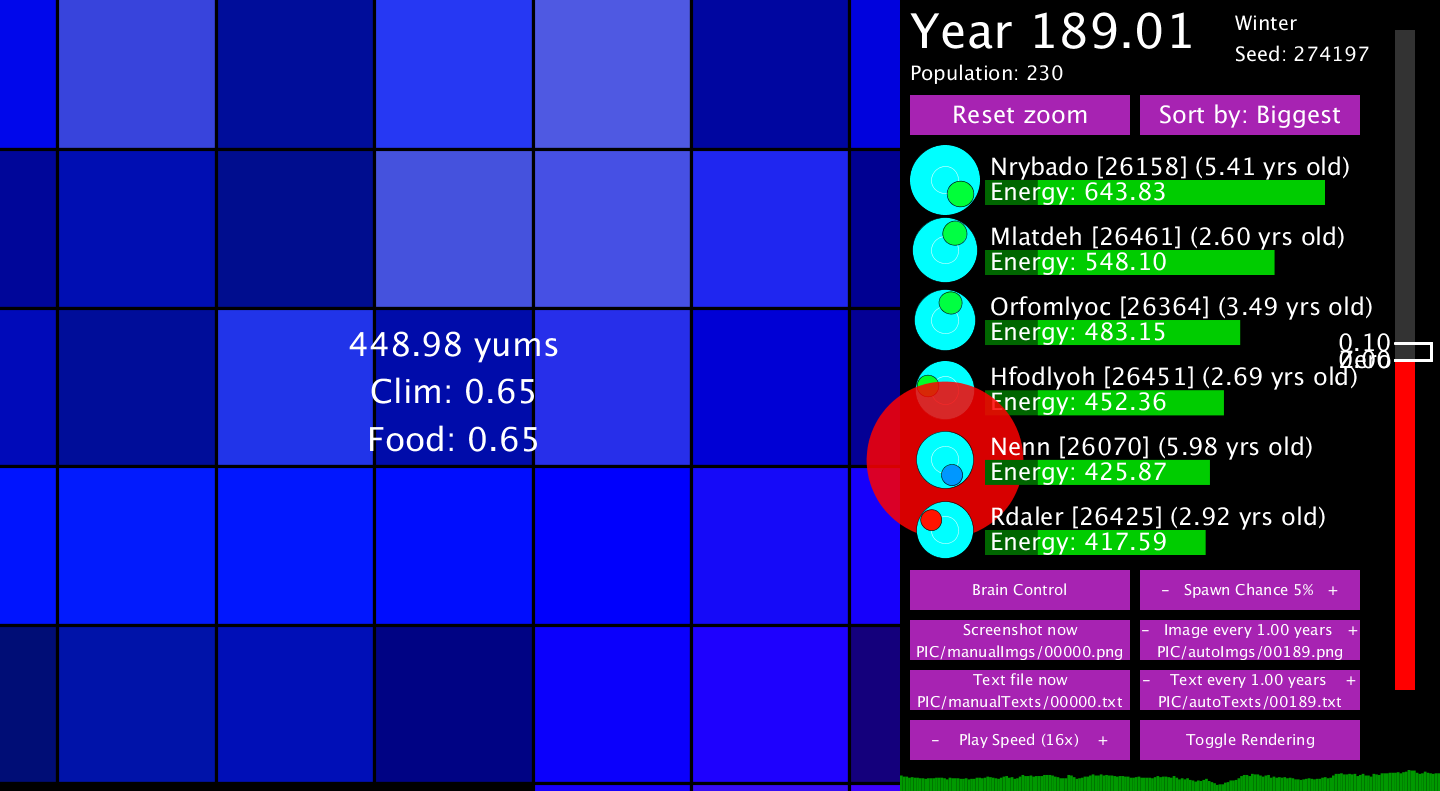 Year 189.01
Winter
Seed: 274197
Population: 230
Reset zoom
Sort by: Biggest
Nrybado [26158] (5.41 yrs old)
Energy: 643.83
Mlatdeh [26461] (2.60 yrs old)
Energy: 548.10
Orfomlyoc [26364] (3.49 yrs old)
Energy: 483.15
0.10
Hfodlyoh [26451] (2.69 yrs old)
Energy: 452.36
Nenn [26070] (5.98 yrs old)
Energy: 425.87
Rdaler [26425] (2.92 yrs old)
Energy: 417.59
448.98 yums
Clim: 0.65
Food: 0.65
Brain Control
- Spawn Chance 5% +
Screenshot now
PIC/manualImgs/00000.png
- Image every 1.00 years +
PIC/autoImgs/00189.png
Text file now
PIC/manualTexts/00000.txt
- Text every 1.00 years +
PIC/autoTexts/00189.txt
- Play Speed (16x) +
Toggle Rendering